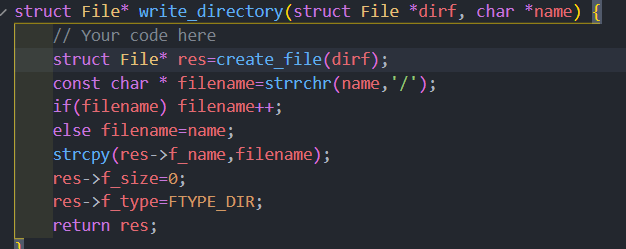 struct File* write_directory(struct File *dirf, char *name) {
// Your code here
struct File* res=create_file(dirf);
const char * filename=strrchr(name,'/');
if(filename) filename++;
else filename=name;
strcpy(res->f_name,filename);
res->f_size=0;
res->f_type=FTYPE_DIR;
return res;
}